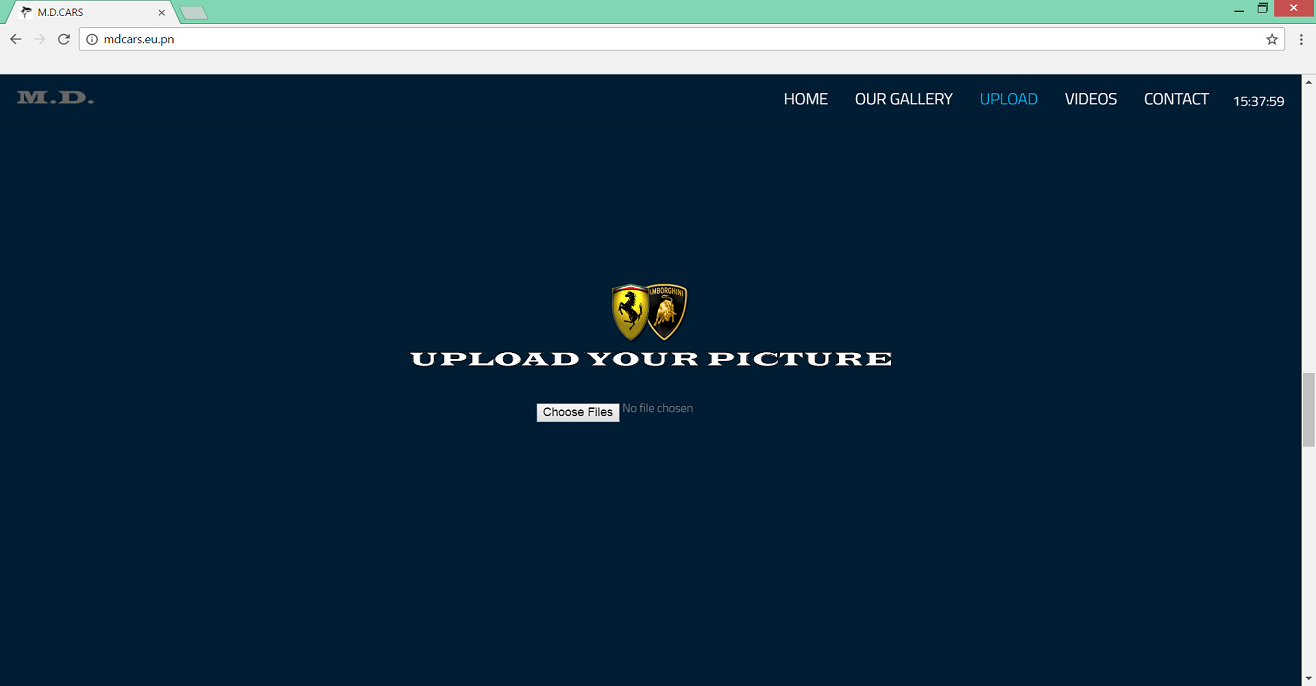 M.D.CARS
mdcars.eu.pn
M.D.
HOME OUR GALLERY UPLOAD VIDEOS CONTACT 15:37:59
LAMBORGHINI
UPLOAD YOUR PICTURE
Choose Files No file chosen